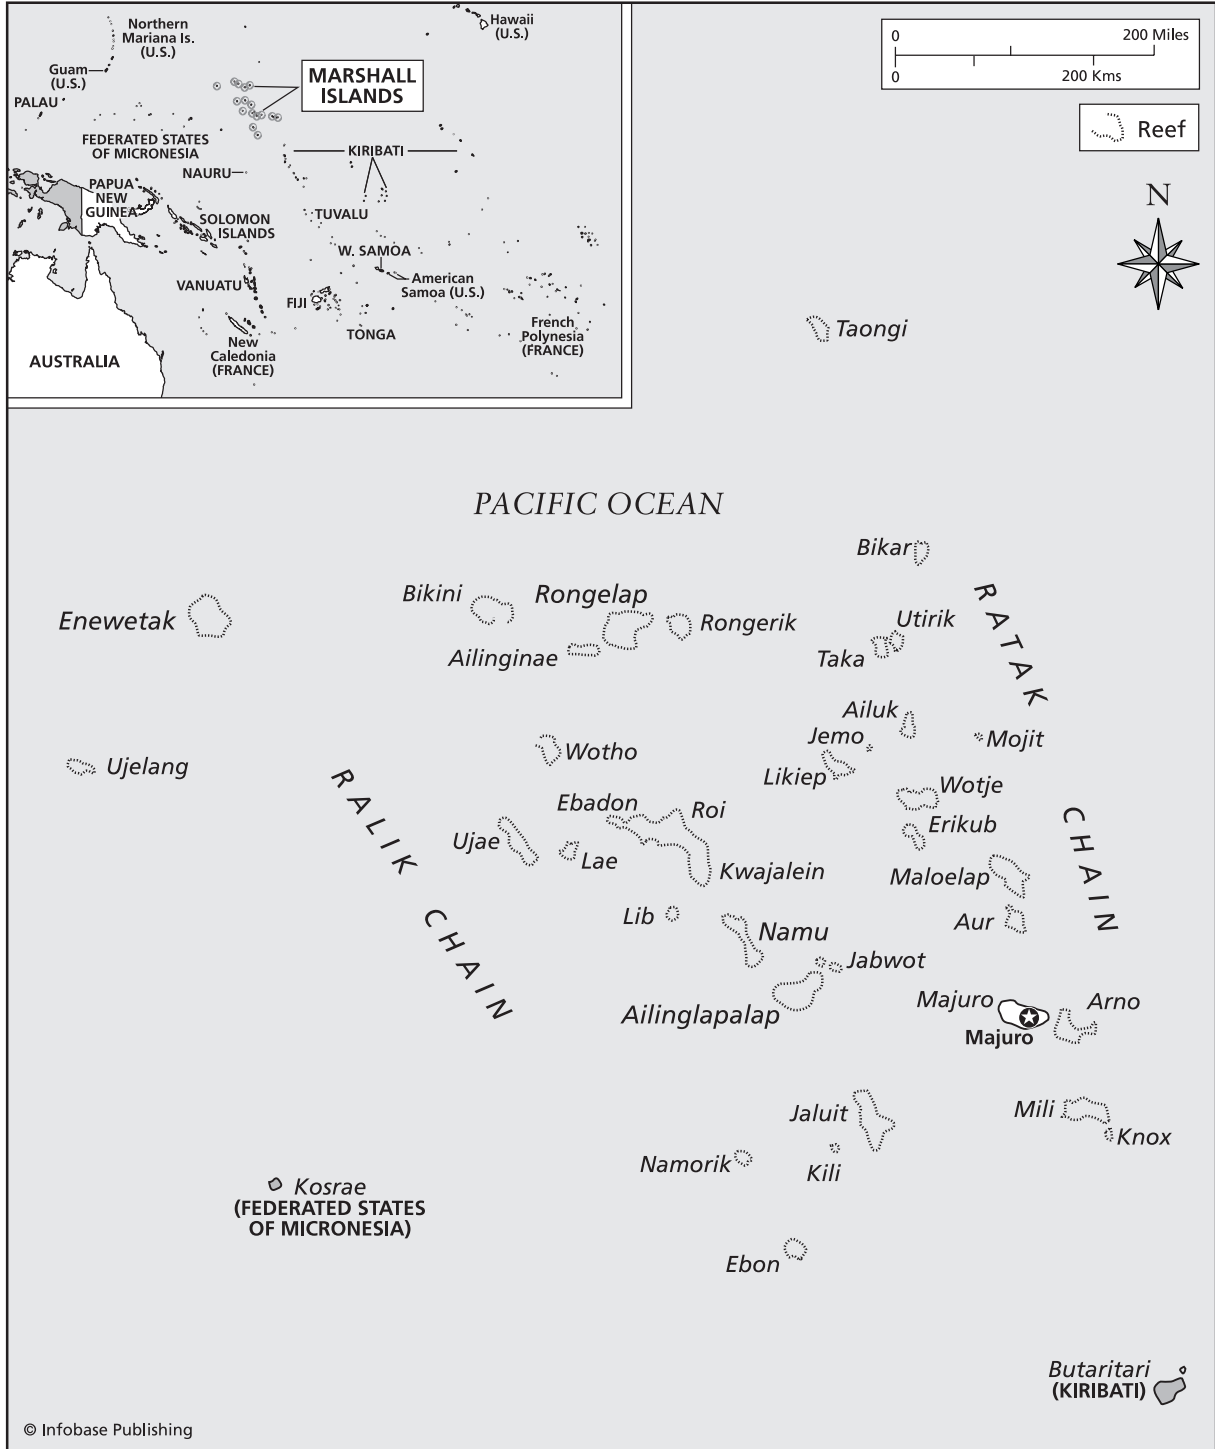 Northern
Mariana Is.
(U.S.)
Hawaii
(U.S.)
Guam
(U.S.)
MARSHALL
ISLANDS
PALAU
FEDERATED STATES
OF MICRONESIA
KIRIBATI
NAURU
PAPUA
NEW
GUINEA
SOLOMON
ISLANDS
TUVALU
W. SAMOA
American
Samoa (U.S.)
VANUATU
FIJI
TONGA
French
Polynesia
(FRANCE)
New
Caledonia
(FRANCE)
AUSTRALIA
0
200 Miles
0
200 Kms
Reef
N
Taongi
PACIFIC OCEAN
Bikar
Bikini
Rongelap
Enewetak
Rongerik
Utirik
RATAK
Ailinginae
Taka
Ailuk
Jemo
Mojit
Wotho
Ujelang
Likiep
RALIK
Wotje
Ebadon
Roi
Erikub
CHAIN
Ujae
Lae
Kwajalein
Maloelap
Lib
Aur
CHAIN
Namu
Jabwot
Majuro
Arno
Ailinglapalap
Majuro
Jaluit
Mili
Knox
Namorik
Kili
Kosrae
(FEDERATED STATES
OF MICRONESIA)
Ebon
Butaritari
(KIRIBATI)
© Infobase Publishing